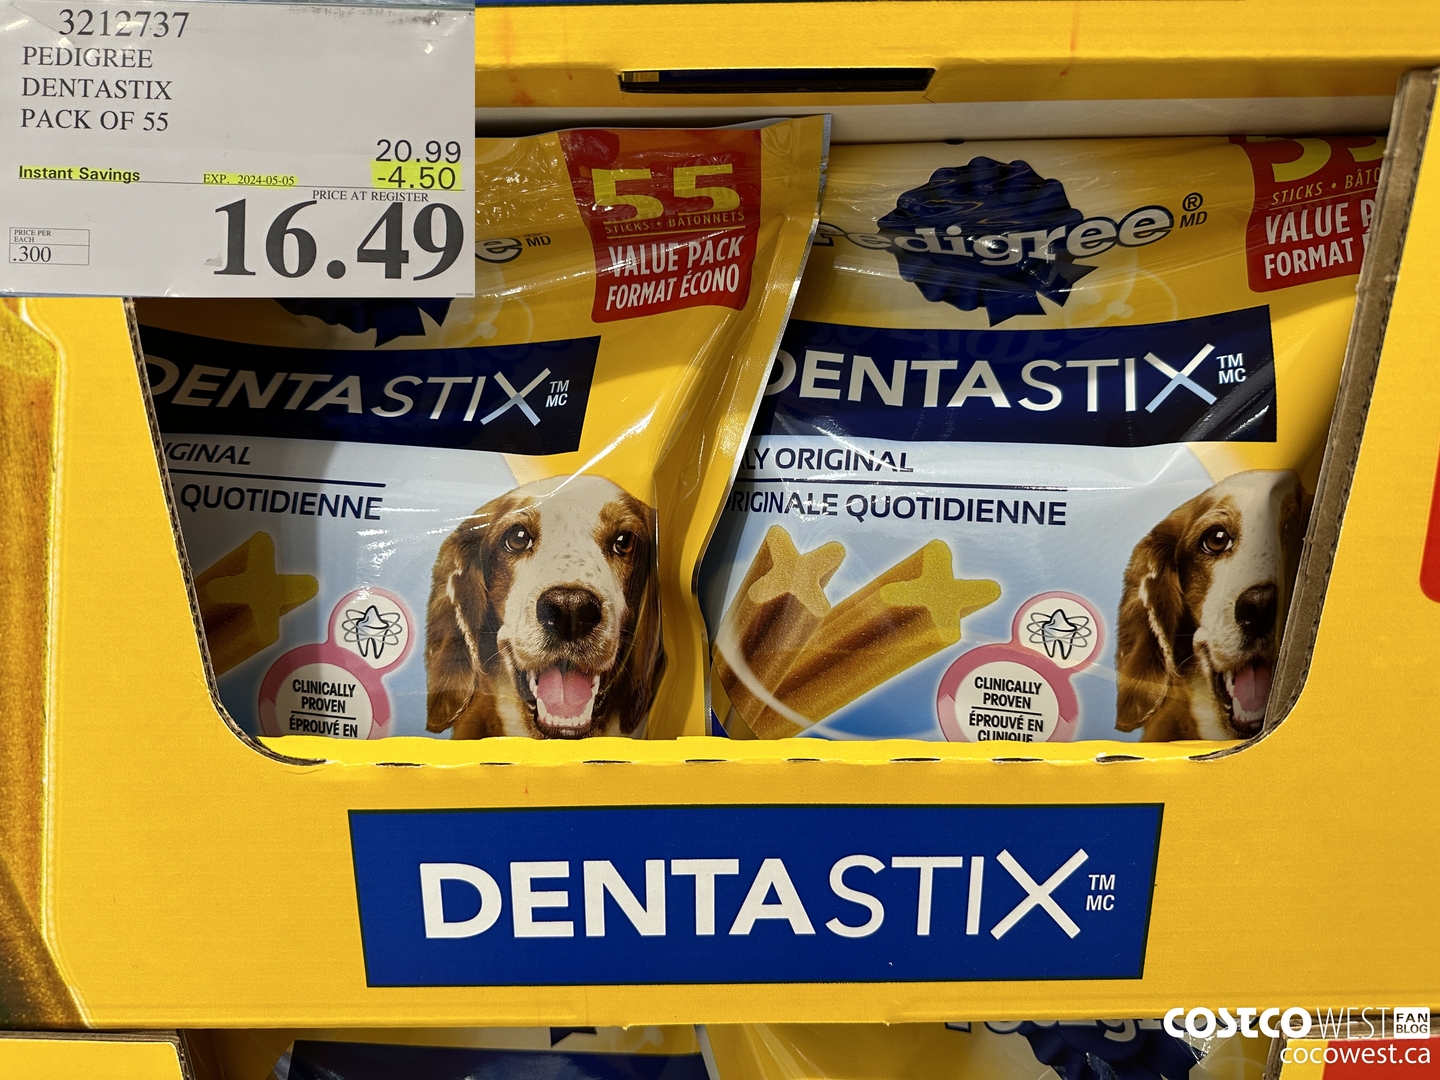 3212737
PEDIGREE
DENTASTIX
PACK OF 55
20.99
Instant Savings EXP. 2024-05-05 -4.50
PRICE AT REGISTER
16.49
PRICE PER
EACH
.300
MD
55
STICKS • BÂTONNETS
VALUE PACK
FORMAT ÉCONO
DENTASTIX TM MC
QUOTIDIENNE
CLINICALLY
PROVEN
ÉPROUVÉ EN
Pedigree ® MD
STICKS
VALUE
FORMAT
DENTASTIX TM MC
ORIGINAL
QUOTIDIENNE
CLINICALLY
PROVEN
ÉPROUVÉ EN
CLINIQUE
DENTASTIX TM MC
COSTCO WEST FAN BLOG
cocowest.ca